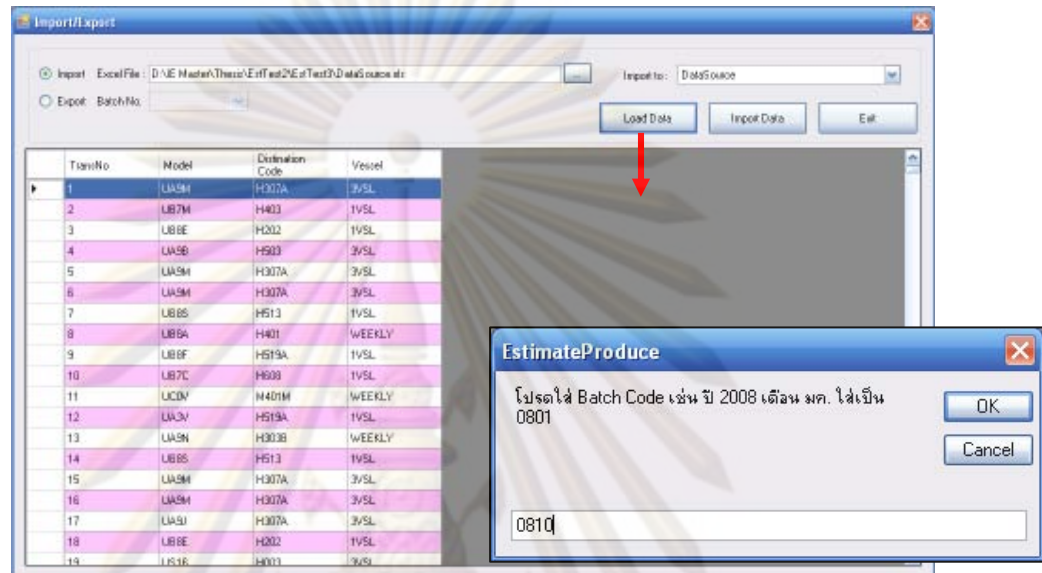 Import/Export
Import Excel File : D:\IE Master\Thesis\EstTest2\EstTest3\DataSource.xls ... Import to : DataSource
Export Batch No.
Load Data Import Data Exit
TransNo Model Distination Code Vessel
1 UA9M H307A 3VSL
2 UB7M H403 1VSL
3 UB8E H202 1VSL
4 UA9B H503 3VSL
5 UA9M H307A 3VSL
6 UA9M H307A 3VSL
7 UB8S H513 1VSL
8 UB8A H401 WEEKLY
9 UB8F H519A 1VSL
10 UB7C H608 1VSL
11 UC0V M401M WEEKLY
12 UA3V H519A 1VSL
13 UA9N H303B WEEKLY
14 UB8S H513 1VSL
15 UA9M H307A 3VSL
16 UA9M H307A 3VSL
17 UA9J H307A 3VSL
18 UB8E H202 1VSL
19 US16 H003 3VSL
EstimateProduce
โปรดใส่ Batch Code เช่น ปี 2008 เดือน มค. ใส่เป็น
0801
OK
Cancel
0810